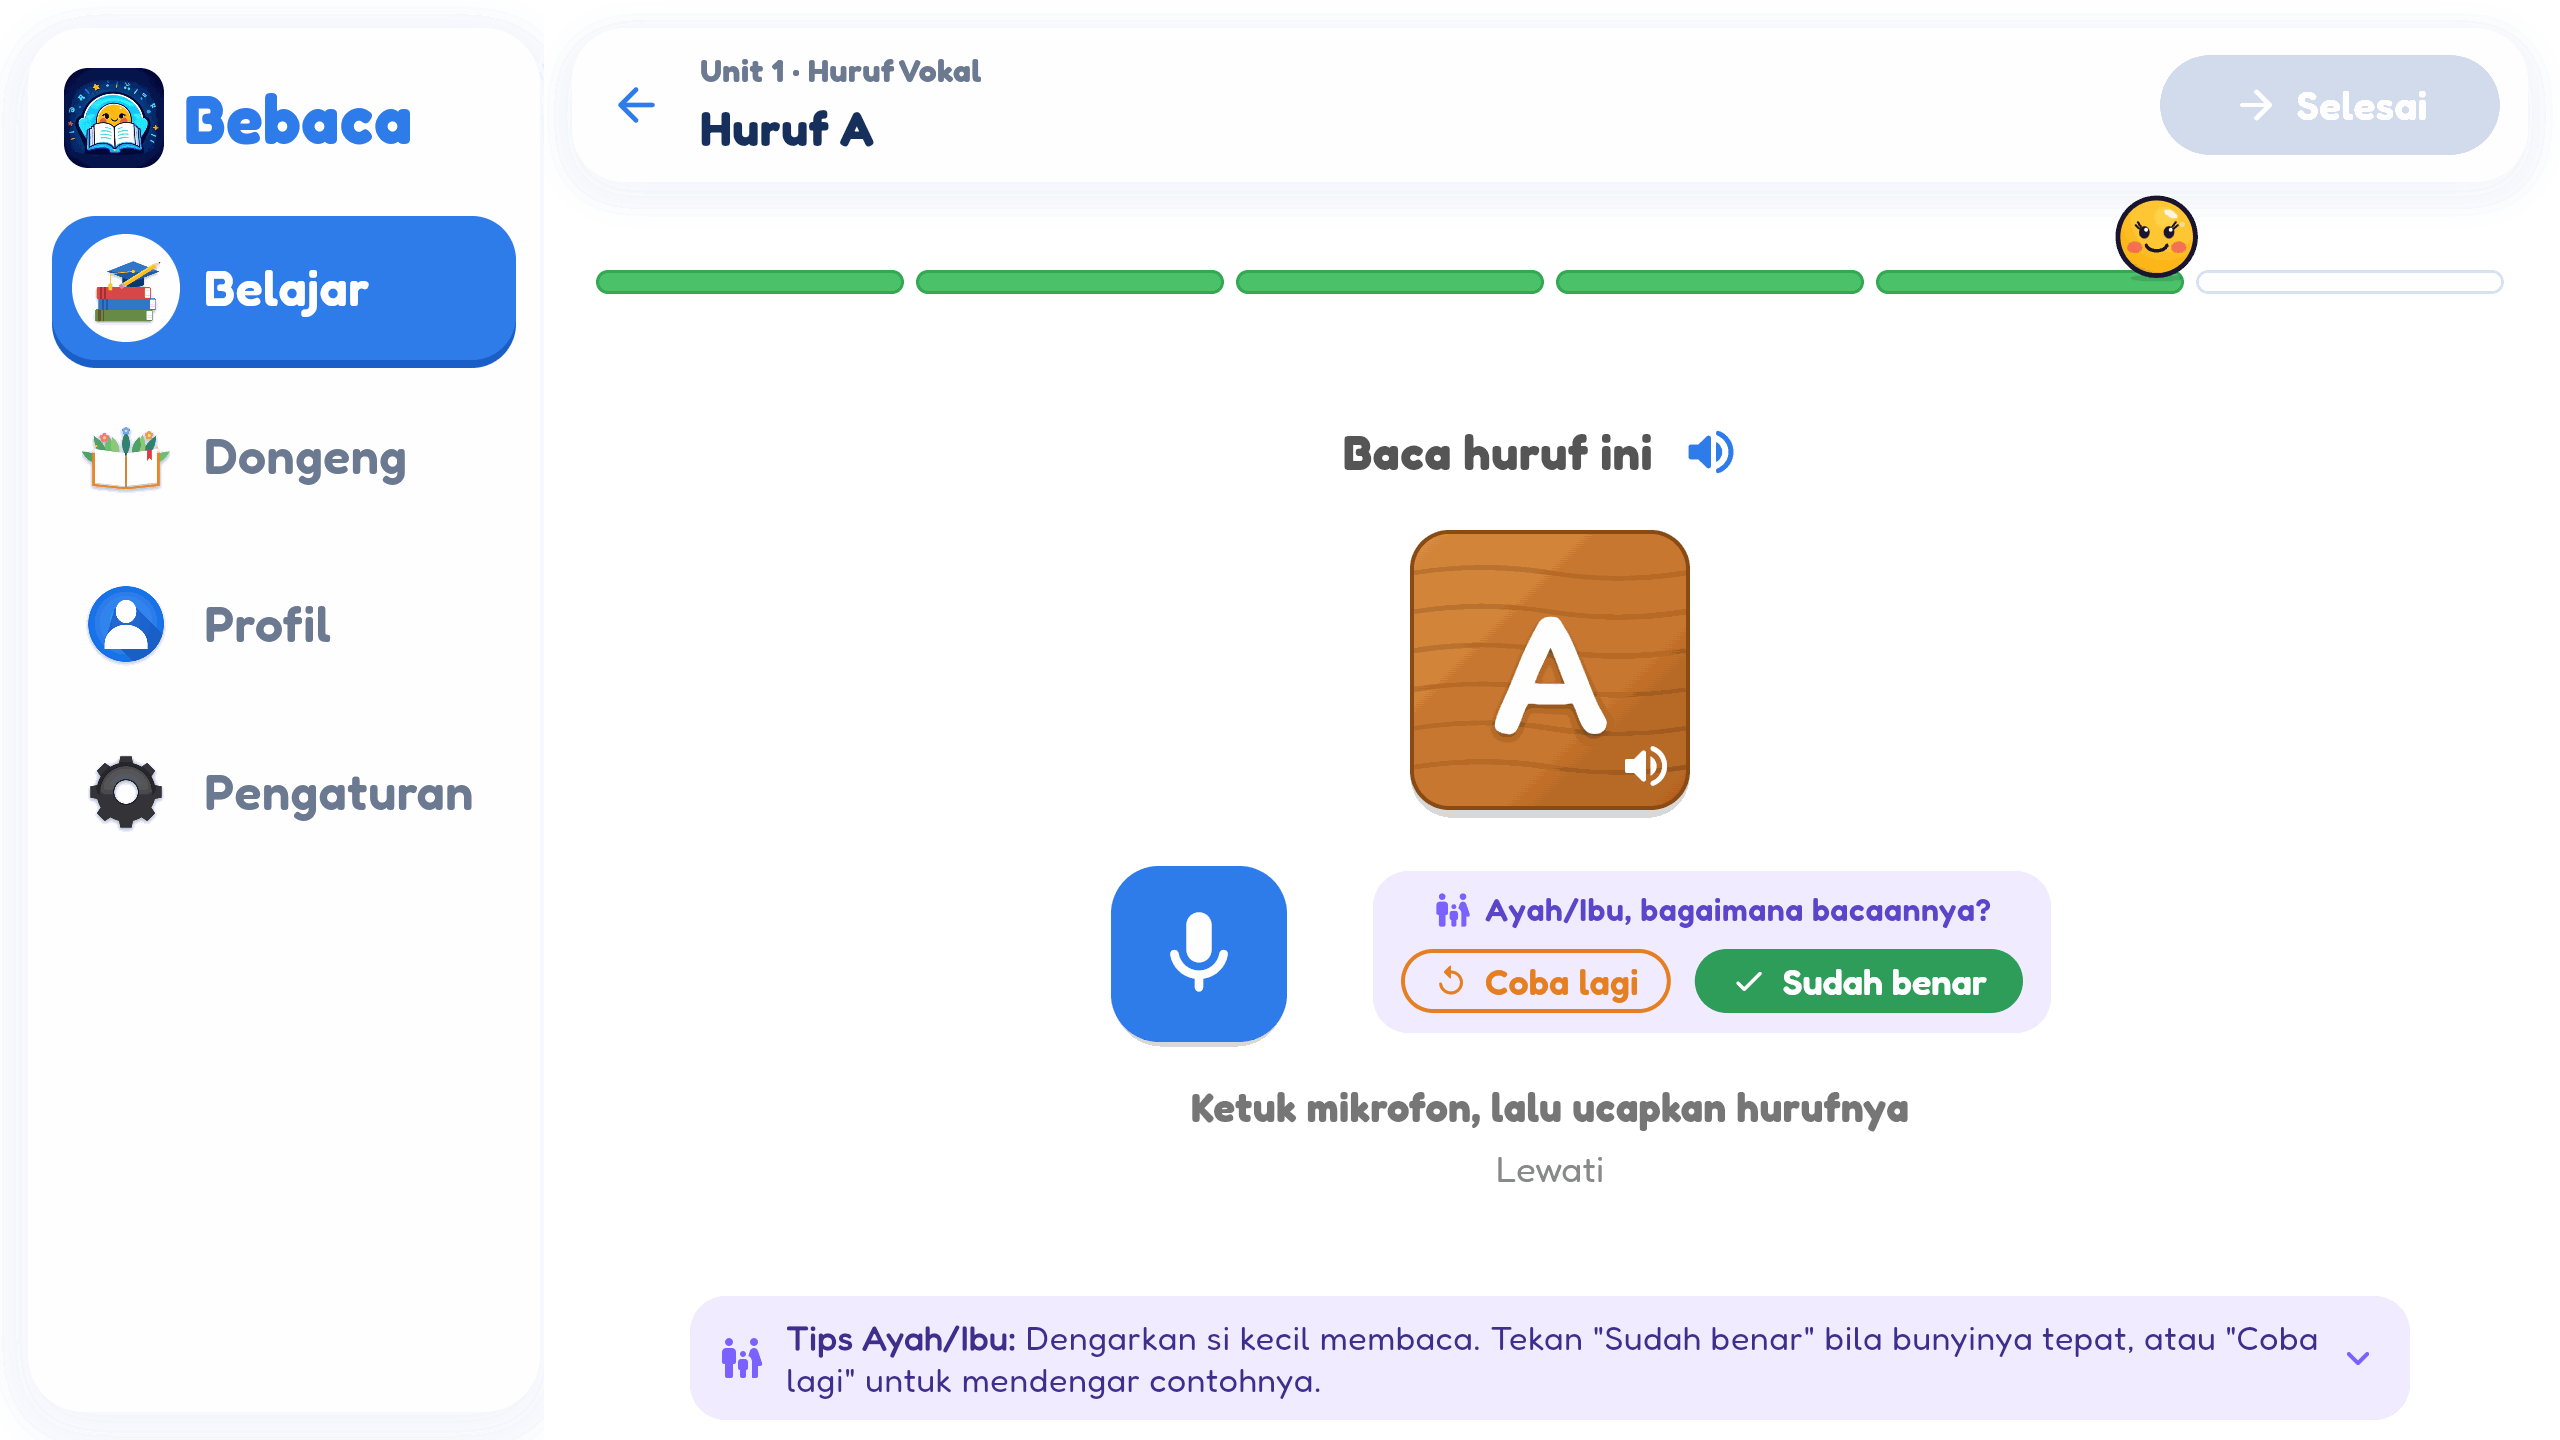 Bebaca
Belajar
Dongeng
Profil
Pengaturan
Unit 1 · Huruf Vokal
Huruf A
Selesai
Baca huruf ini
A
Ayah/Ibu, bagaimana bacaannya?
Coba lagi
Sudah benar
Ketuk mikrofon, lalu ucapkan hurufnya
Lewati
Tips Ayah/Ibu: Dengarkan si kecil membaca. Tekan "Sudah benar" bila bunyinya tepat, atau "Coba
lagi" untuk mendengar contohnya.